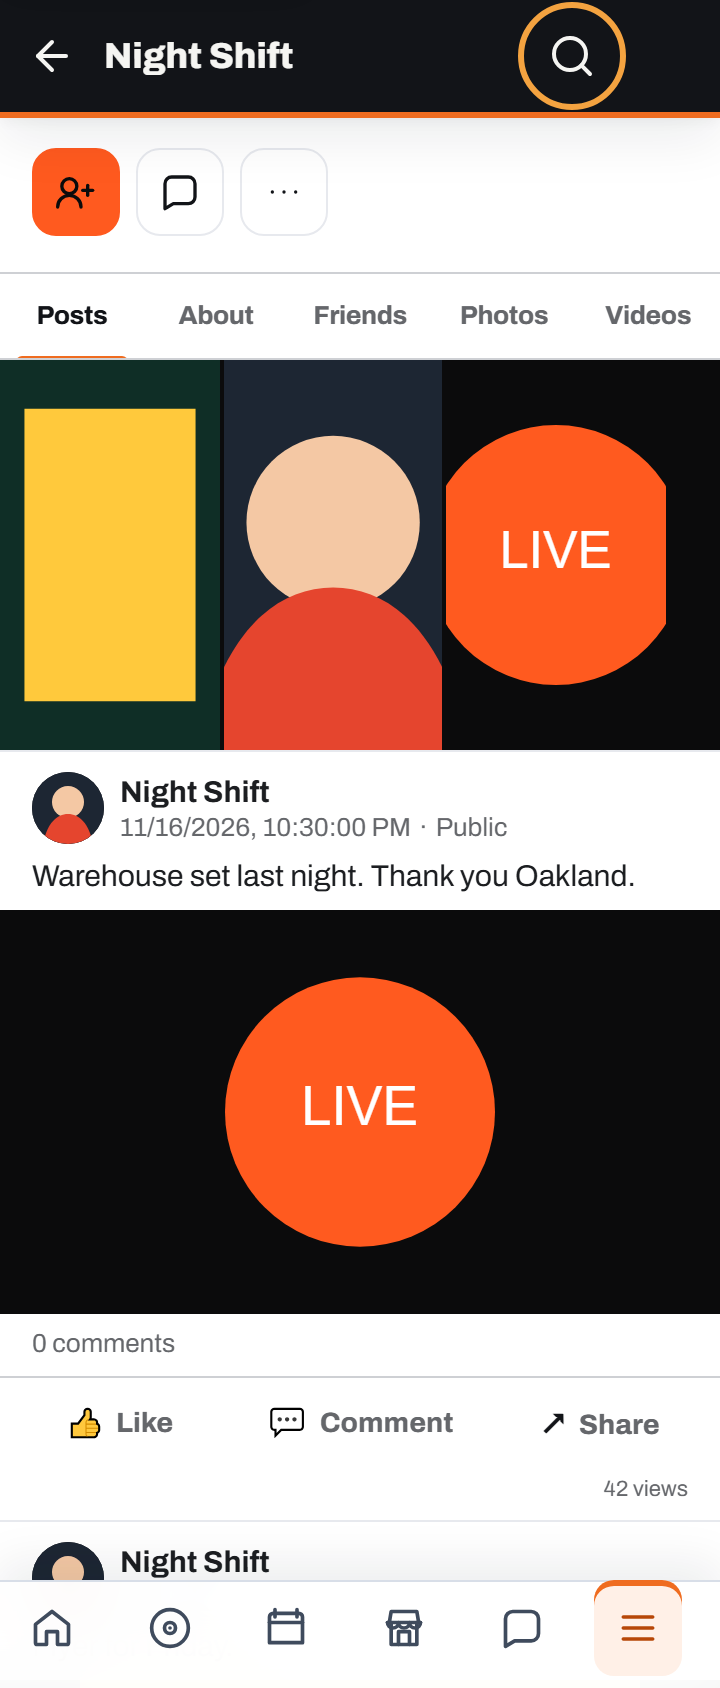 Night Shift
Posts About Friends Photos Videos
LIVE
Night Shift
11/16/2026, 10:30:00 PM · Public
Warehouse set last night. Thank you Oakland.
LIVE
0 comments
Like Comment Share
42 views
Night Shift